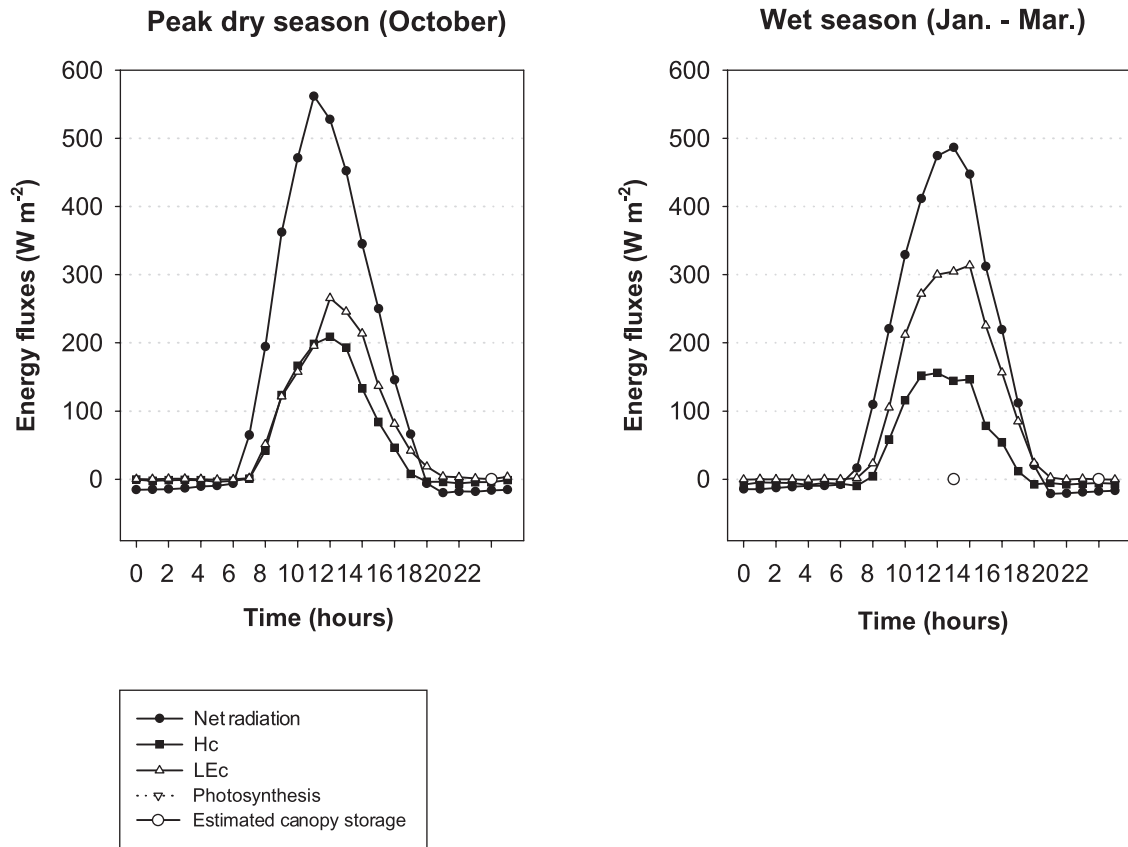 Peak dry season (October)
Wet season (Jan. - Mar.)
Energy fluxes (W m-2)
600
500
400
300
200
100
0
0 2 4 6 8 10 12 14 16 18 20 22
Time (hours)
Energy fluxes (W m-2)
600
500
400
300
200
100
0
0 2 4 6 8 10 12 14 16 18 20 22
Time (hours)
Net radiation
Hc
LEc
Photosynthesis
Estimated canopy storage